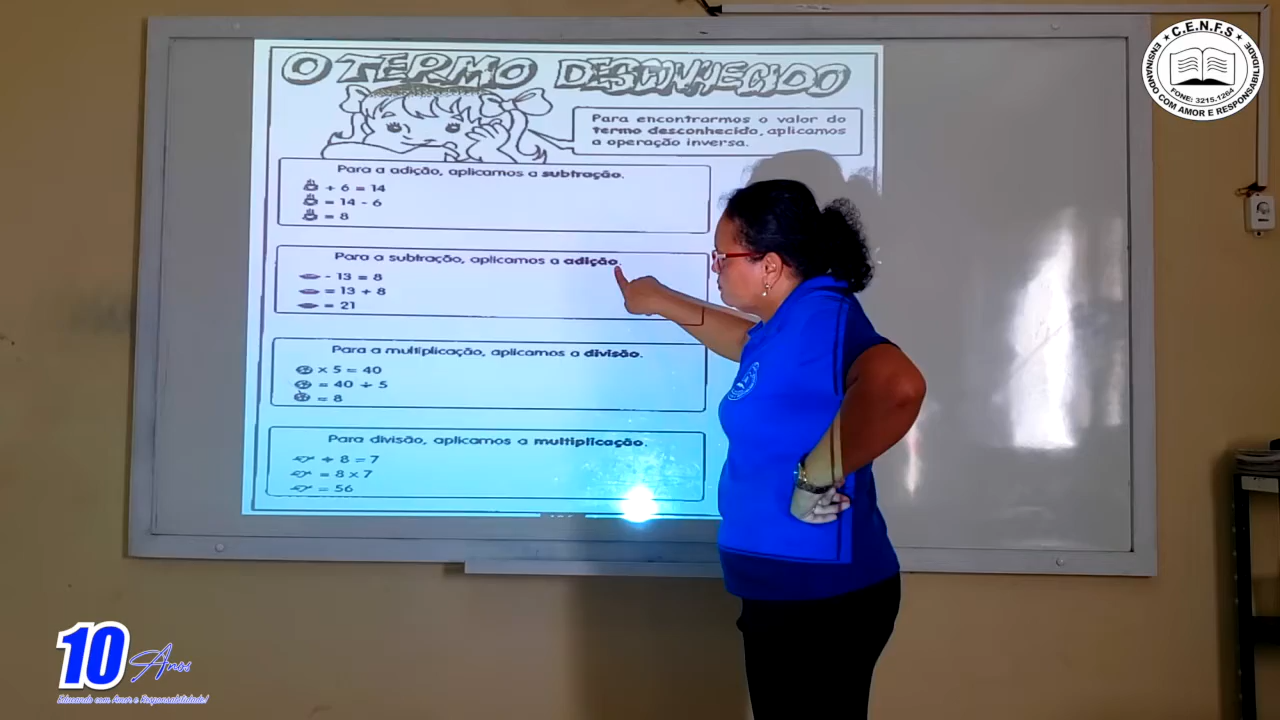 O TERMO DESCONHECIDO
Para encontrarmos o valor do
termo desconhecido, aplicamos
a operação inversa.
Para a adição, aplicamos a subtração.
+ 6 = 14
= 14 - 6
= 8
Para a subtração, aplicamos a adição.
- 13 = 8
= 13 + 8
= 21
Para a multiplicação, aplicamos a divisão.
× 5 = 40
= 40 ÷ 5
= 8
Para divisão, aplicamos a multiplicação.
÷ 8 = 7
= 8 x 7
= 56
★ C.E.N.F.S ★
ENSINANDO COM AMOR E RESPONSABILIDADE
FONE: 3215.1264
10 Anos
Educando com Amor e Responsabilidade!